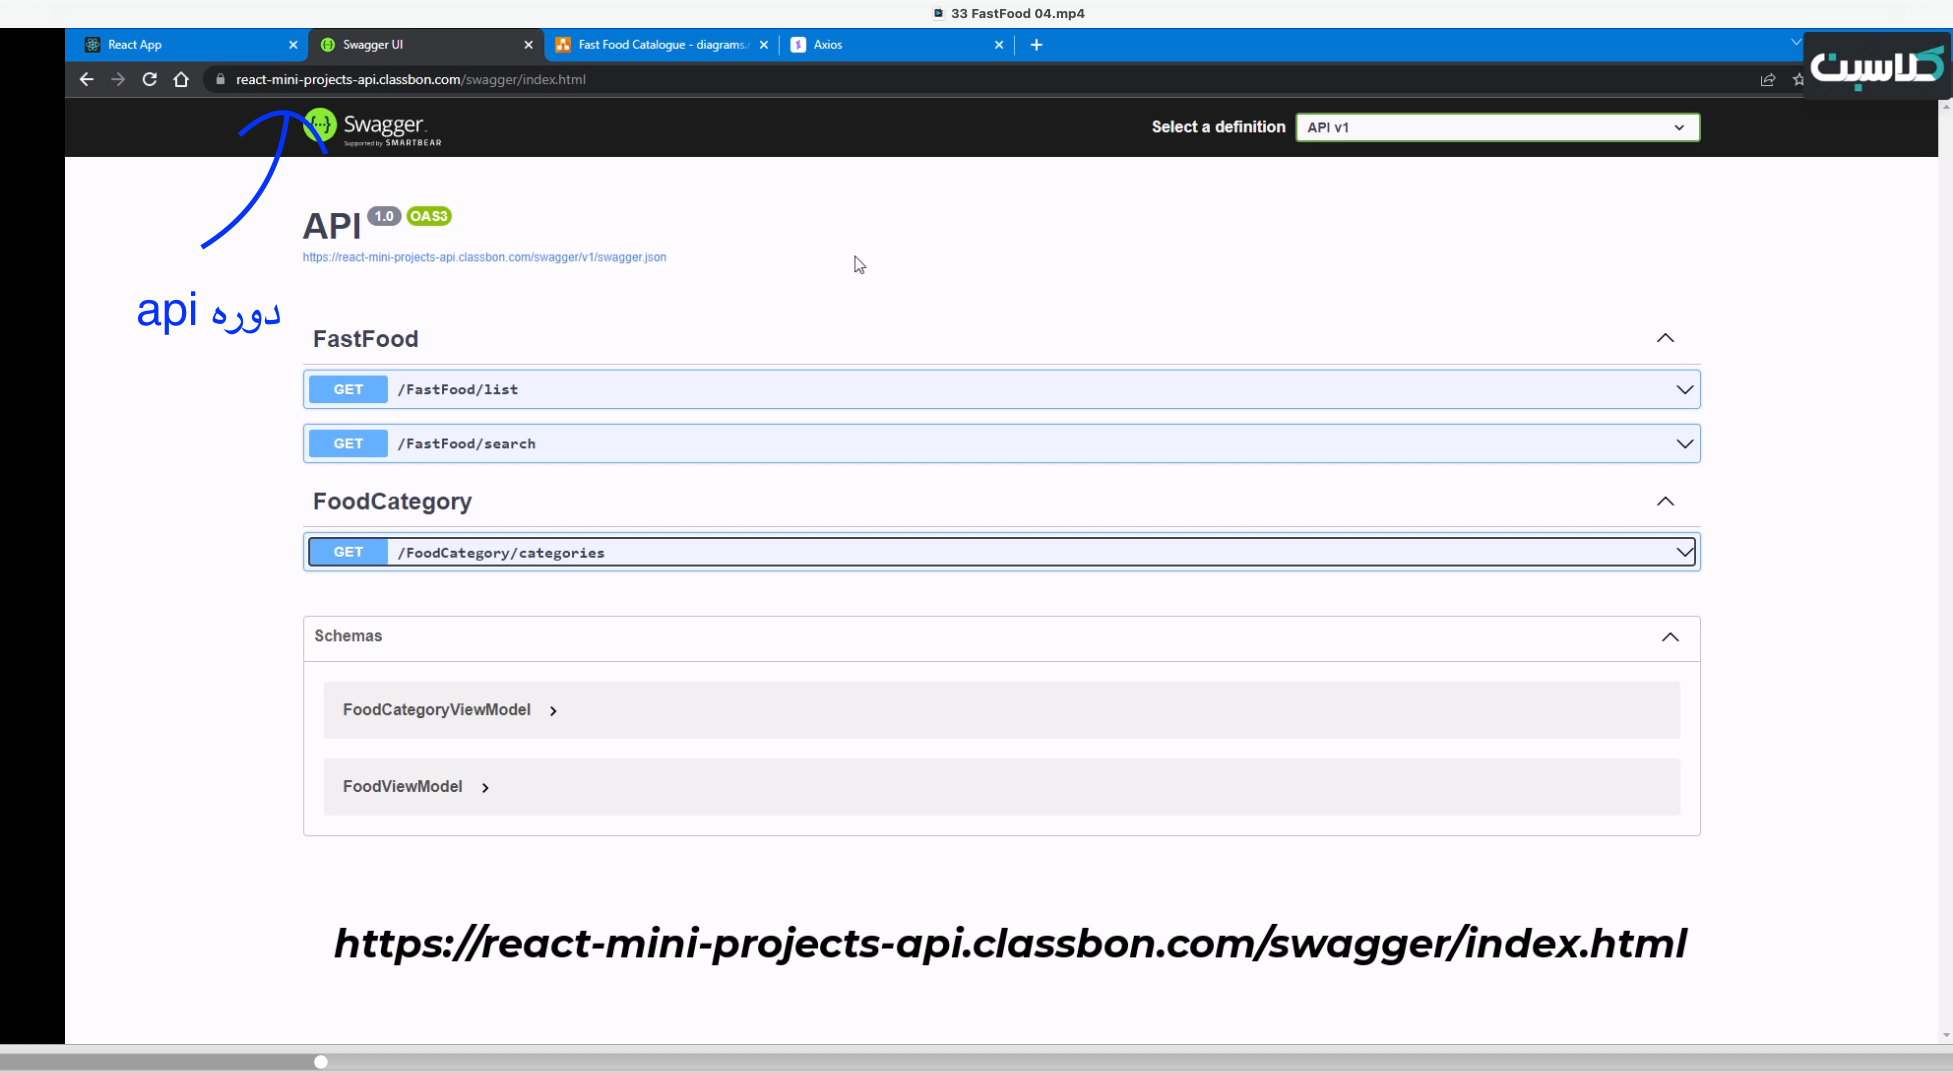 33 FastFood 04.mp4
React App
Swagger UI
Fast Food Catalogue - diagrams.
Axios
react-mini-projects-api.classbon.com/swagger/index.html
کلاسبن
Swagger.
Supported by SMARTBEAR
Select a definition
API v1
API 1.0 OAS3
https://react-mini-projects-api.classbon.com/swagger/v1/swagger.json
دوره api
FastFood
GET /FastFood/list
GET /FastFood/search
FoodCategory
GET /FoodCategory/categories
Schemas
FoodCategoryViewModel
FoodViewModel
https://react-mini-projects-api.classbon.com/swagger/index.html